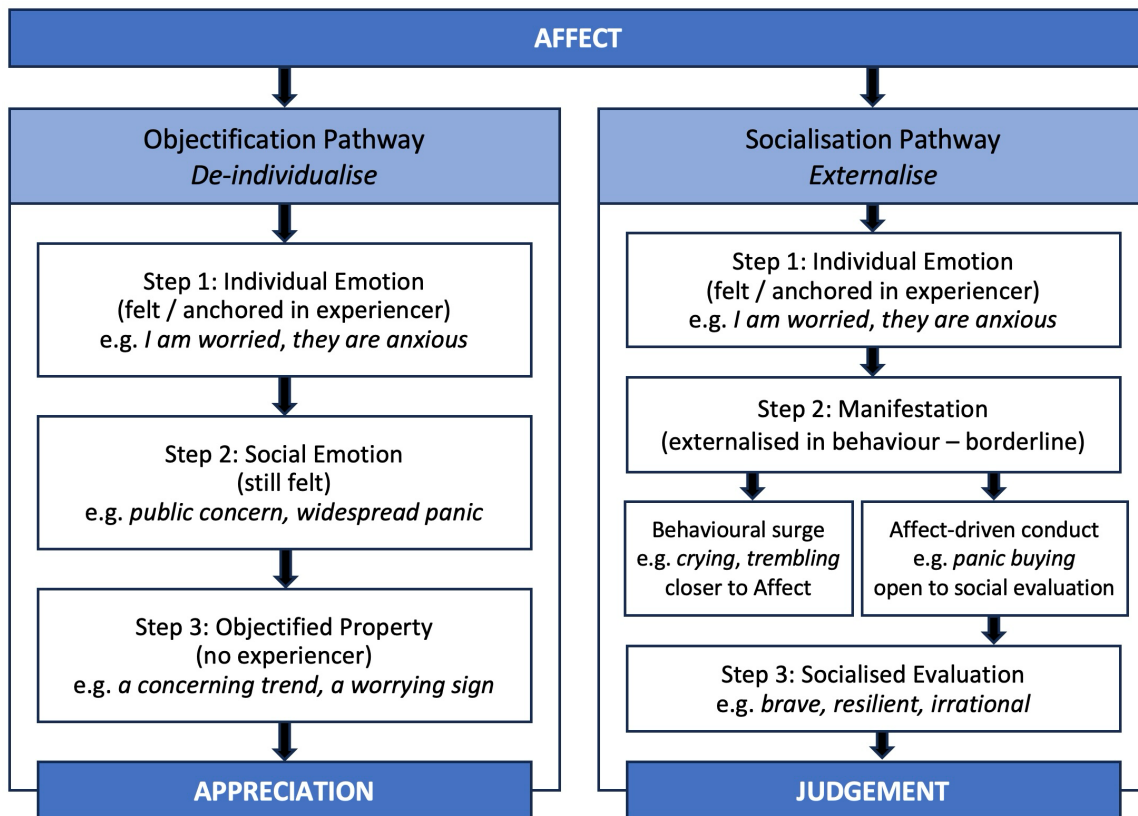 AFFECT
Objectification Pathway
De-individualise
Step 1: Individual Emotion
(felt / anchored in experiencer)
e.g. I am worried, they are anxious
Step 2: Social Emotion
(still felt)
e.g. public concern, widespread panic
Step 3: Objectified Property
(no experiencer)
e.g. a concerning trend, a worrying sign
APPRECIATION
Socialisation Pathway
Externalise
Step 1: Individual Emotion
(felt / anchored in experiencer)
e.g. I am worried, they are anxious
Step 2: Manifestation
(externalised in behaviour – borderline)
Behavioural surge
e.g. crying, trembling
closer to Affect
Affect-driven conduct
e.g. panic buying
open to social evaluation
Step 3: Socialised Evaluation
e.g. brave, resilient, irrational
JUDGEMENT